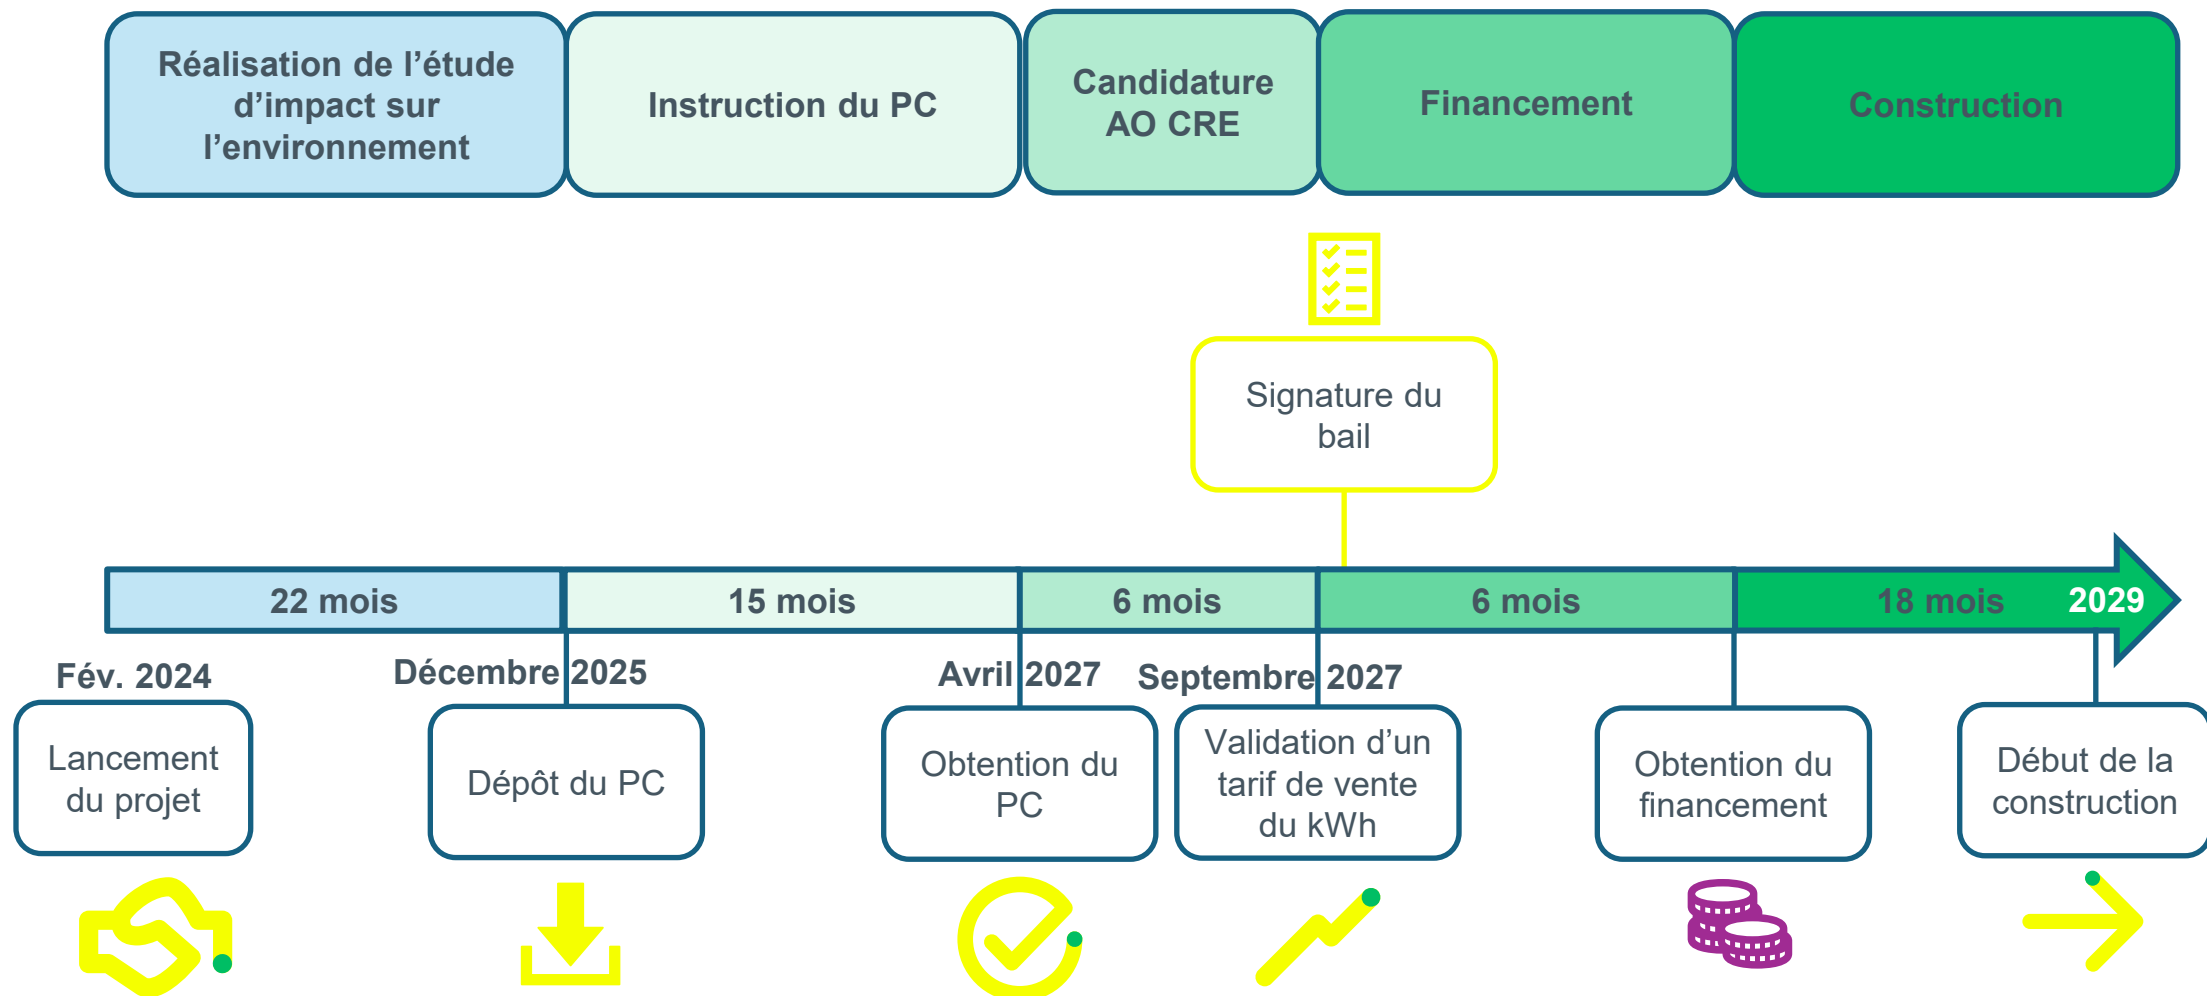 Réalisation de l’étude
d’impact sur
l’environnement
Instruction du PC
Candidature
AO CRE
Financement
Construction
Signature du
bail
22 mois
15 mois
6 mois
6 mois
18 mois
2029
Fév. 2024
Décembre 2025
Avril 2027
Septembre 2027
Lancement
du projet
Dépôt du PC
Obtention du
PC
Validation d’un
tarif de vente
du kWh
Obtention du
financement
Début de la
construction